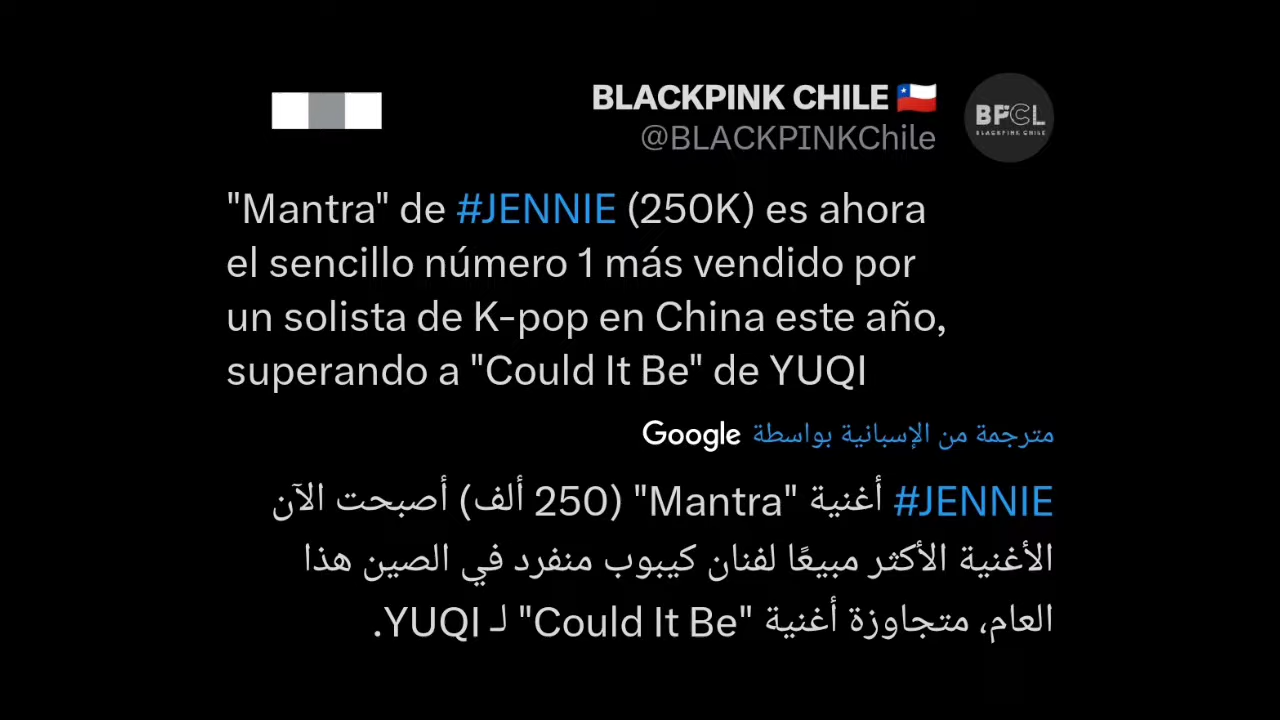 BLACKPINK CHILE 🇨🇱
@BLACKPINKChile
BPCL
BLACKPINK CHILE
"Mantra" de #JENNIE (250K) es ahora
el sencillo número 1 más vendido por
un solista de K-pop en China este año,
superando a "Could It Be" de YUQI
مترجمة من الإسبانية بواسطة Google
#JENNIE أغنية "Mantra" (250 ألف) أصبحت الآن
الأغنية الأكثر مبيعًا لفنان كيبوب منفرد في الصين هذا
العام، متجاوزة أغنية "Could It Be" لـ YUQI.